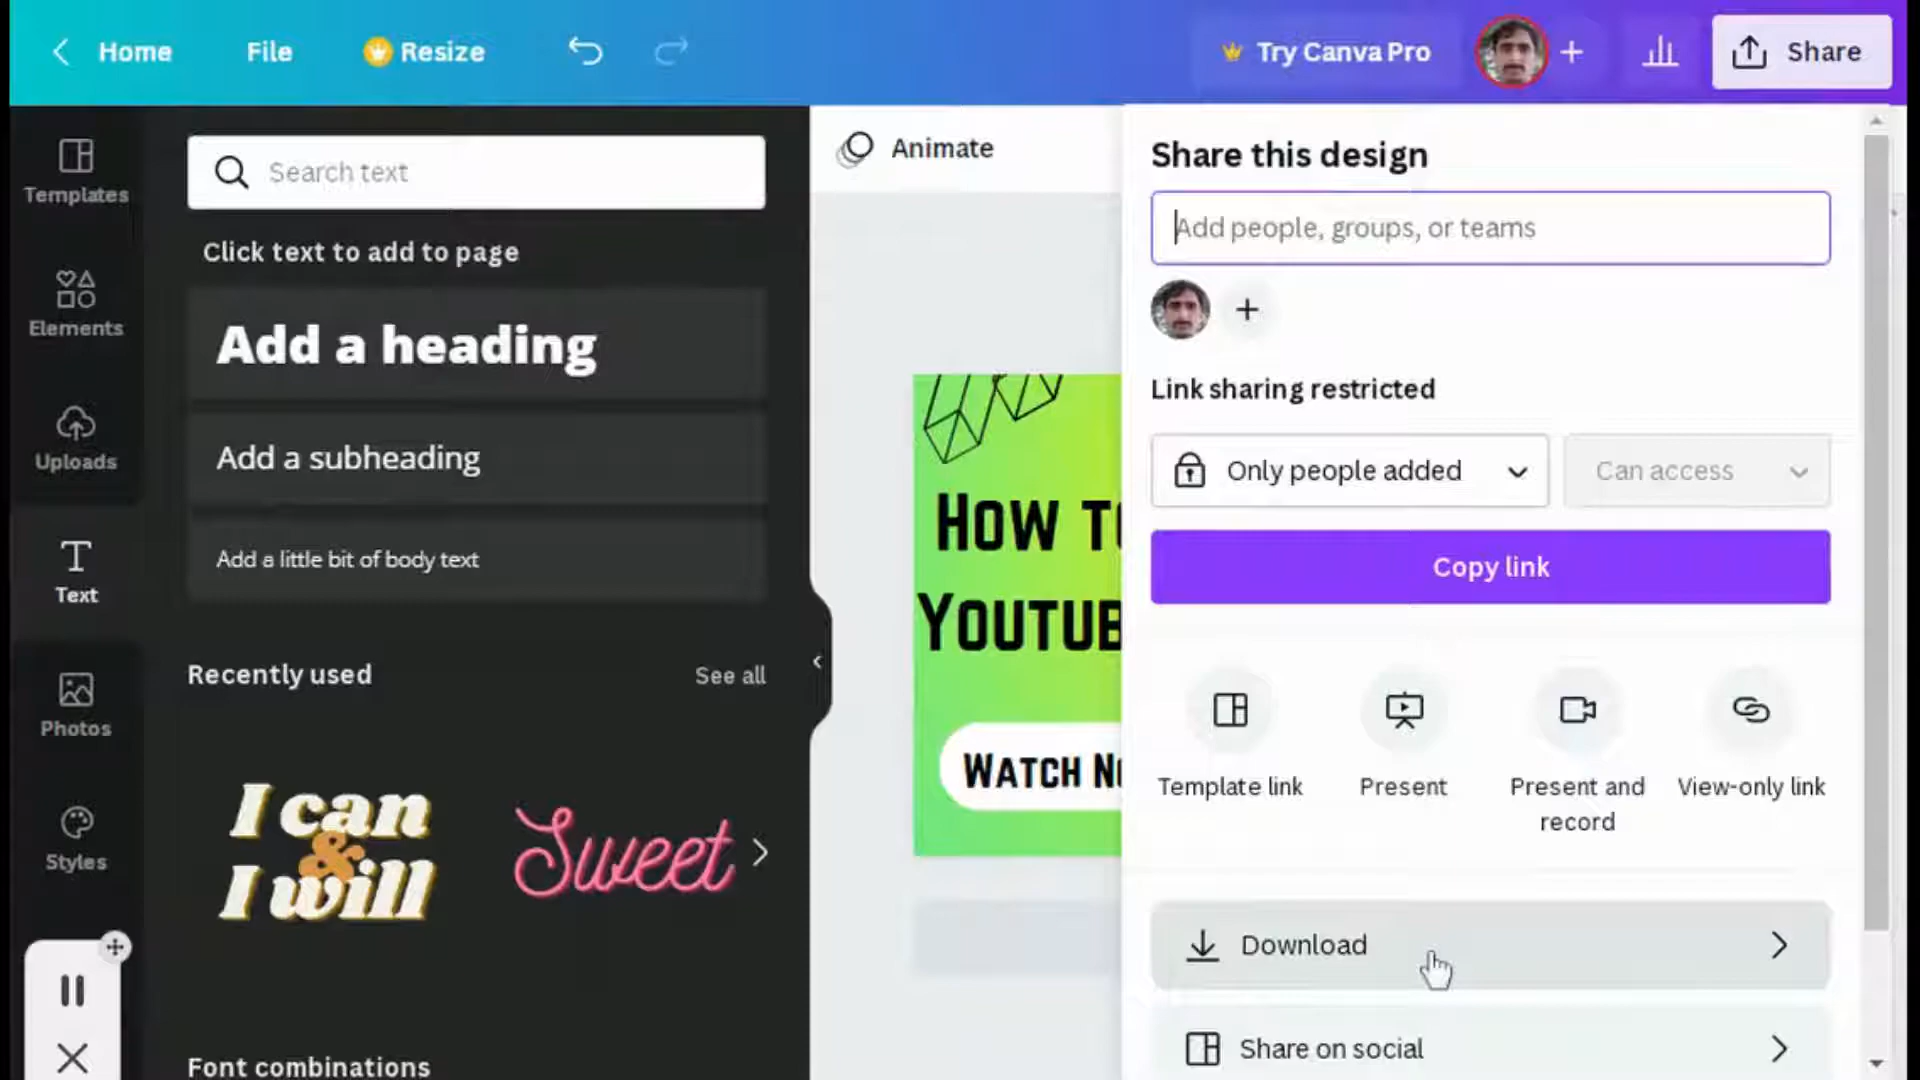 Home
File
Resize
Try Canva Pro
Share
Templates
Elements
Uploads
Text
Photos
Styles
Search text
Click text to add to page
Add a heading
Add a subheading
Add a little bit of body text
Recently used
See all
I can
&
I will
Sweet
Font combinations
Animate
How to
Youtub
Watch N
Share this design
Add people, groups, or teams
Link sharing restricted
Only people added
Can access
Copy link
Template link
Present
Present and
record
View-only link
Download
Share on social